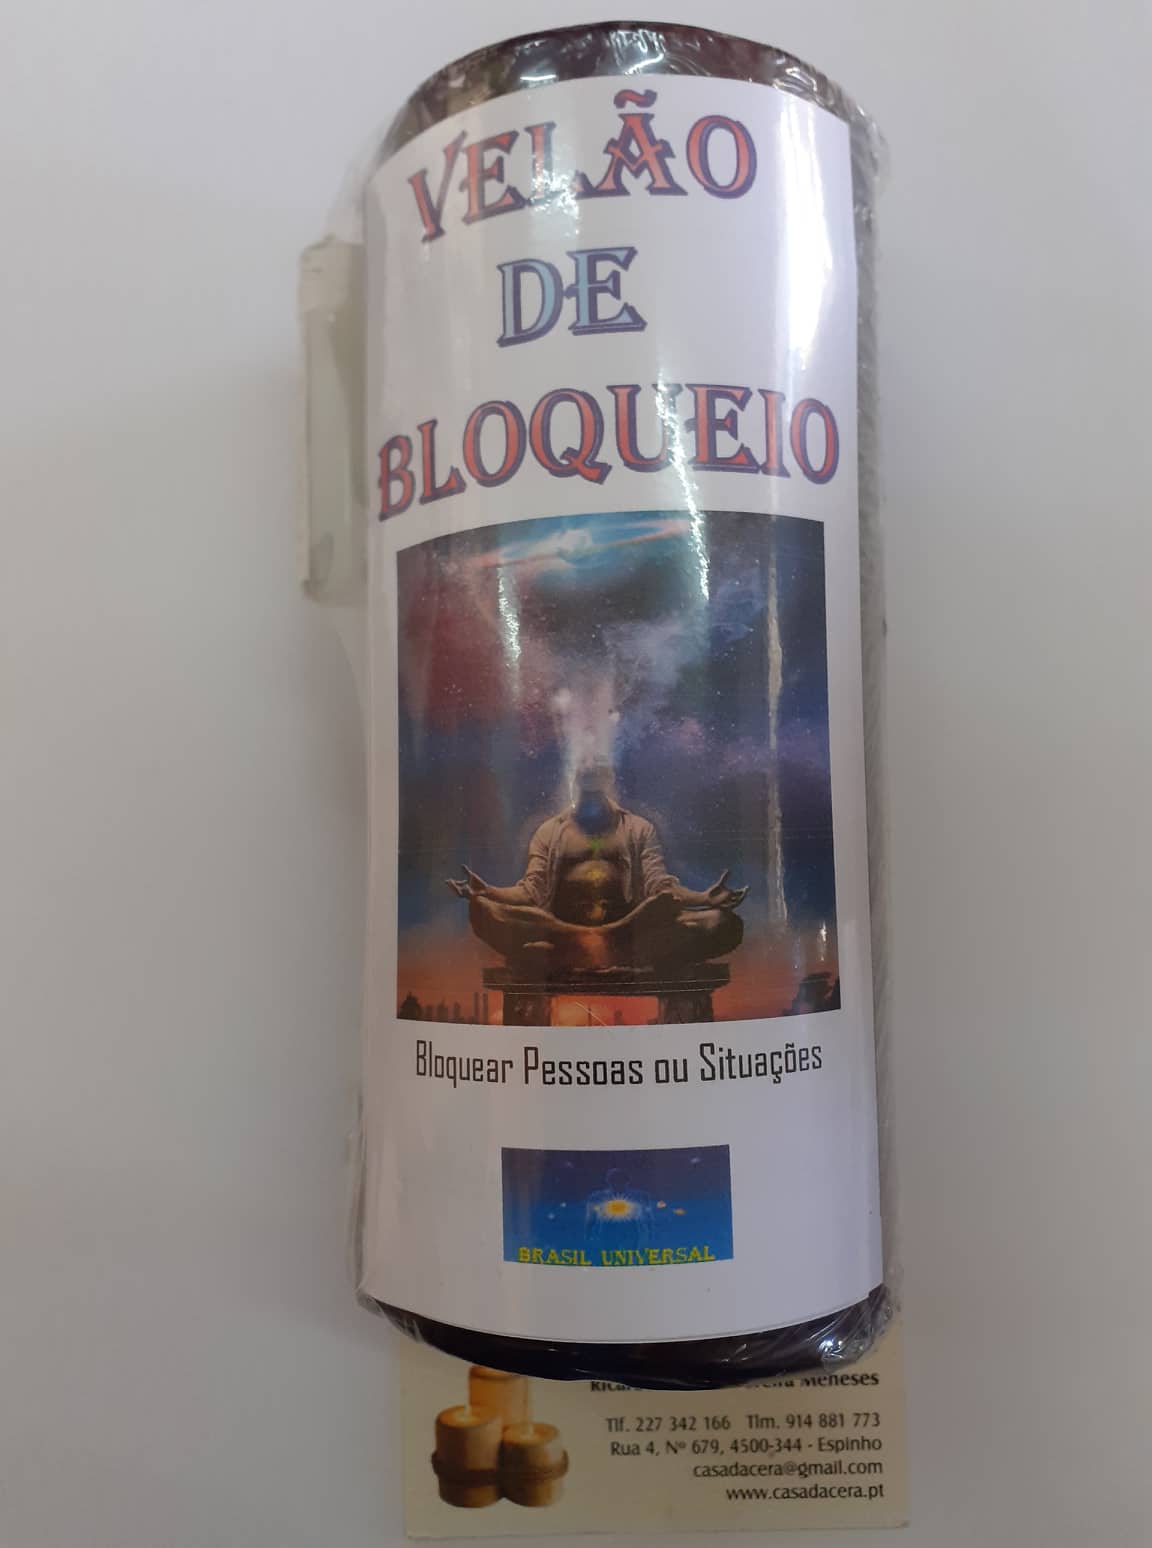 VELÃO
DE
BLOQUEIO
Bloquear Pessoas ou Situações
BRASIL UNIVERSAL
Meneses
Tlf. 227 342 166 Tlm. 914 881 773
Rua 4, Nº 679, 4500-344 - Espinho
casadacera@gmail.com
www.casadacera.pt